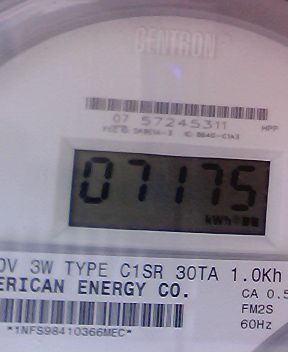 CENTRON
07 57245311
HPP
07175
kWh
0V 3W TYPE C1SR 30TA 1.0Kh
ERICAN ENERGY CO.
CA 0.5
FM2S
60Hz
*1NFS98410366MEC*